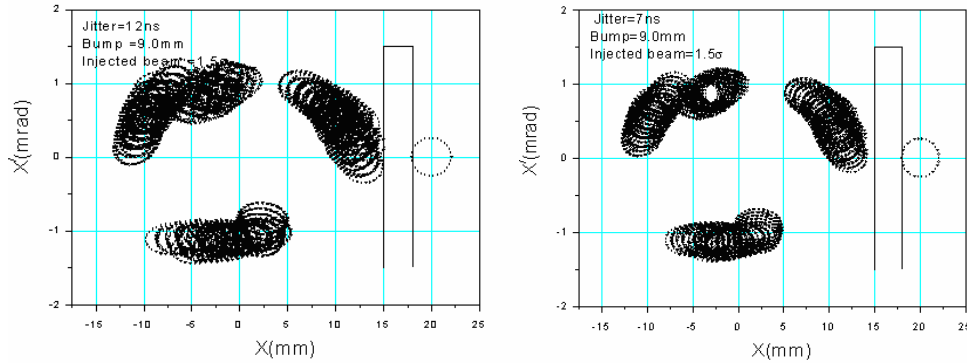 Jitter=12ns
Bump =9.0mm
Injected beam =1.5σ
2
1
0
-1
-2
-15 -10 -5 0 5 10 15 20 25
X(mm)
X'(mrad)
Jitter=7ns
Bump=9.0mm
Injected beam=1.5σ
2
1
0
-1
-2
-15 -10 -5 0 5 10 15 20 25
X(mm)
X'(mrad)